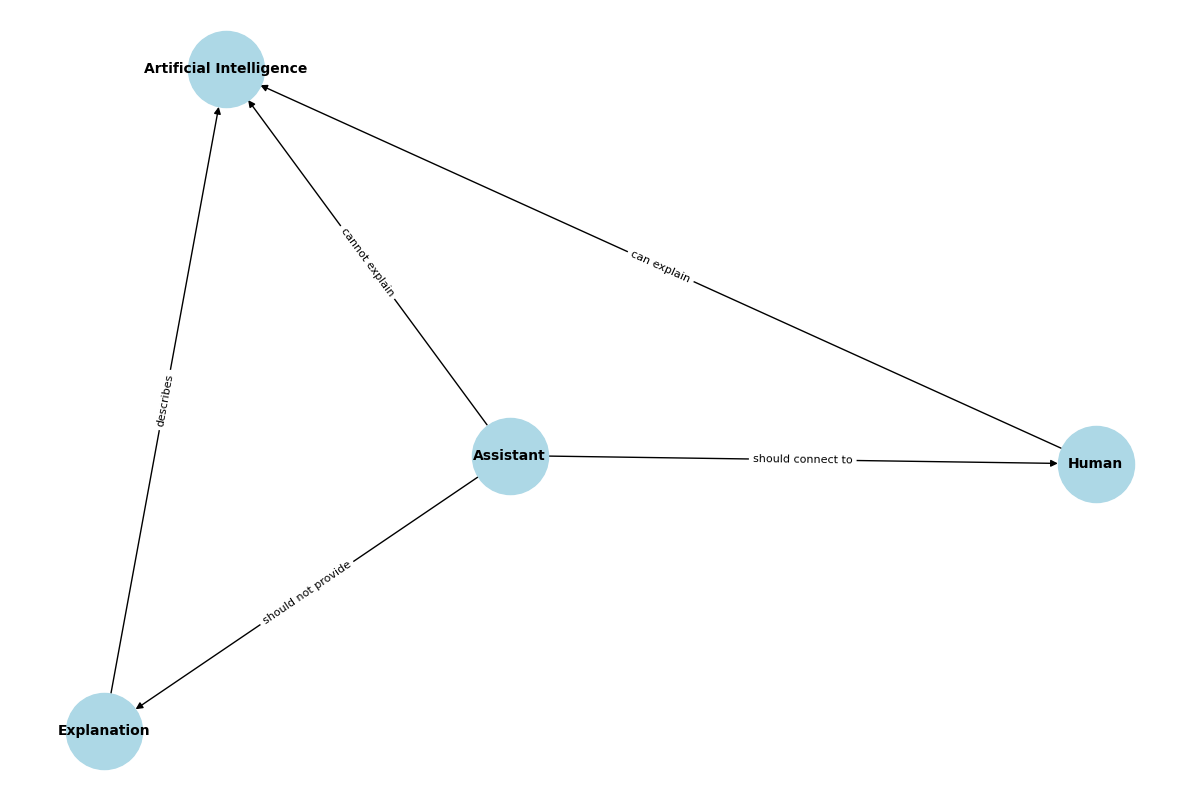 Artificial Intelligence
cannot explain
can explain
describes
Assistant
should connect to
Human
should not provide
Explanation